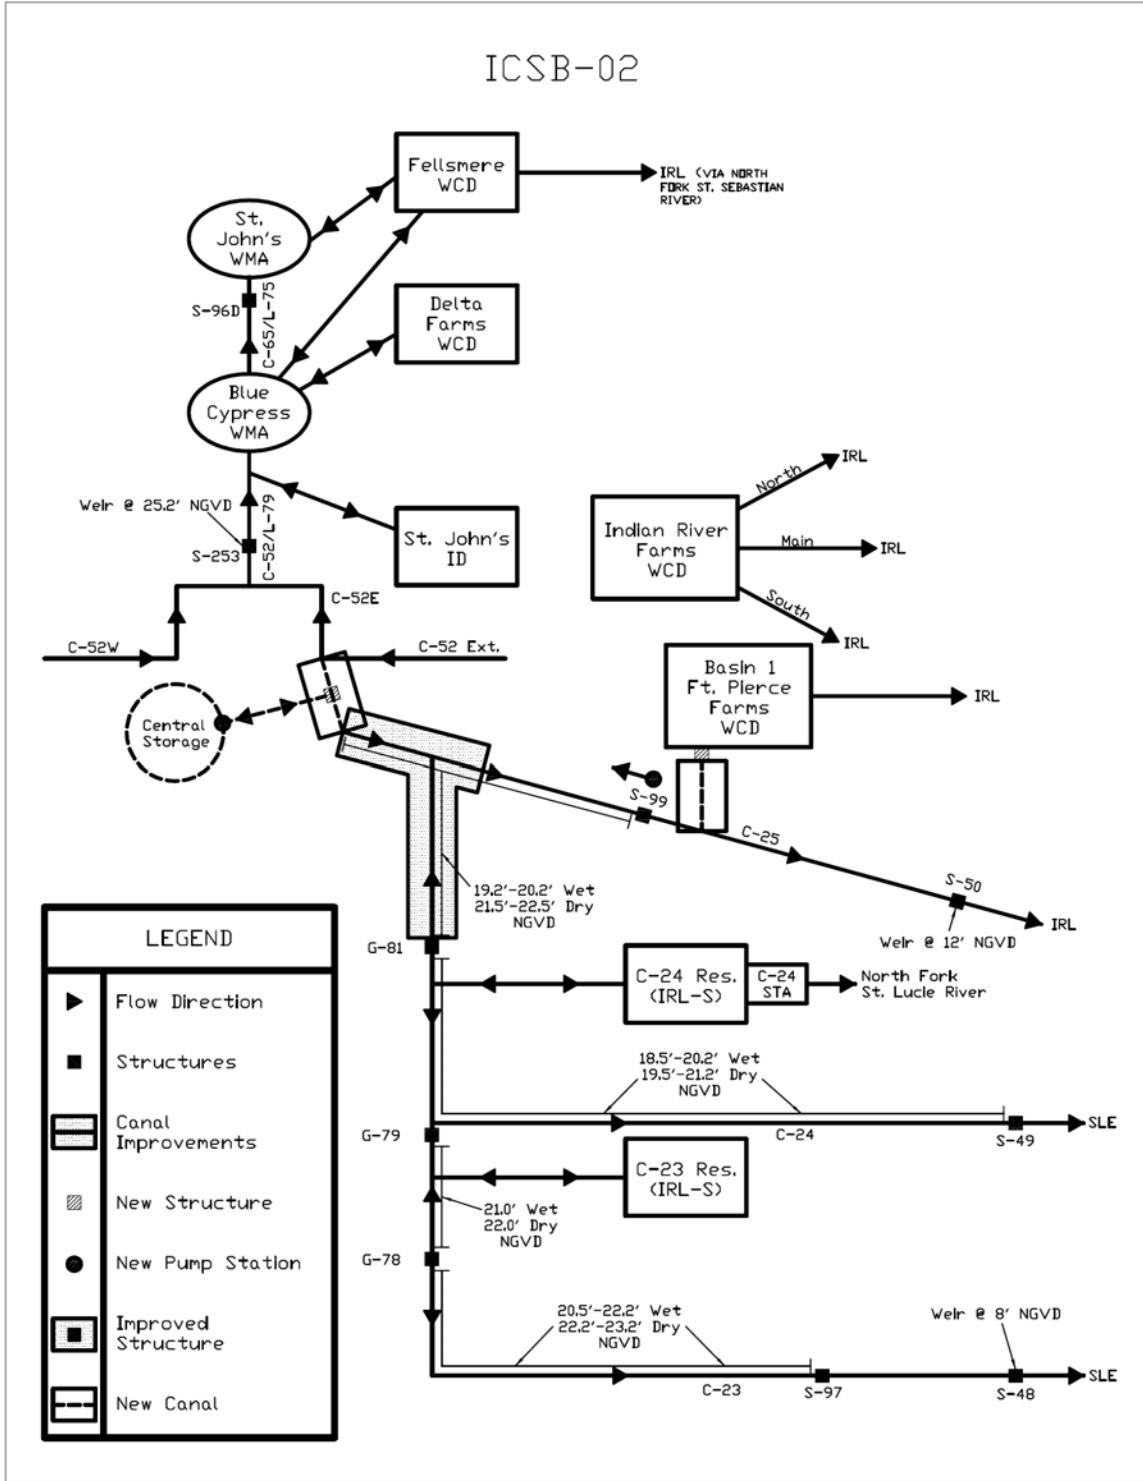 ICSB-02
Fellsmere
WCD
IRL (VIA NORTH
FORK ST. SEBASTIAN
RIVER)
St.
John's
WMA
S-96D
C-65/L-75
Delta
Farms
WCD
Blue
Cypress
WMA
Weir @ 25.2' NGVD
S-253
C-52/L-79
St. John's
ID
Indian River
Farms
WCD
North
IRL
Main
IRL
South
IRL
C-52E
C-52W
C-52 Ext.
Central
Storage
Basin 1
Ft. Pierce
Farms
WCD
IRL
S-99
C-25
S-50
IRL
Weir @ 12' NGVD
19.2'-20.2' Wet
21.5'-22.5' Dry
NGVD
G-81
C-24 Res.
(IRL-S)
C-24
STA
North Fork
St. Lucie River
18.5'-20.2' Wet
19.5'-21.2' Dry
NGVD
G-79
C-24
S-49
SLE
C-23 Res.
(IRL-S)
21.0' Wet
22.0' Dry
NGVD
G-78
20.5'-22.2' Wet
22.2'-23.2' Dry
NGVD
Weir @ 8' NGVD
C-23
S-97
S-48
SLE
LEGEND
Flow Direction
Structures
Canal
Improvements
New Structure
New Pump Station
Improved
Structure
New Canal